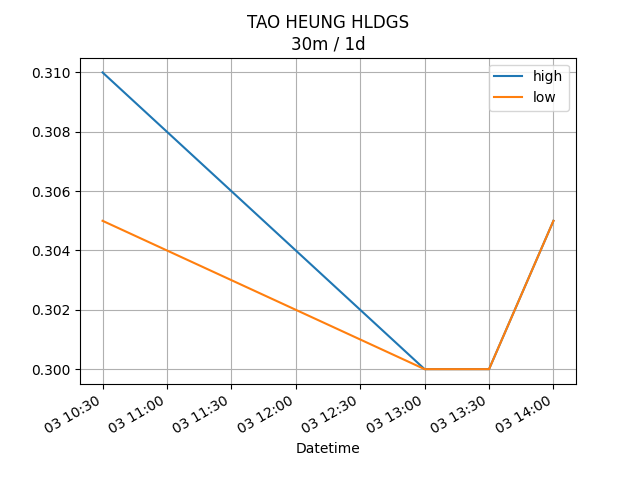 TAO HEUNG HLDGS
30m / 1d
high
low
0.310
0.308
0.306
0.304
0.302
0.300
03 10:30
03 11:00
03 11:30
03 12:00
03 12:30
03 13:00
03 13:30
03 14:00
Datetime